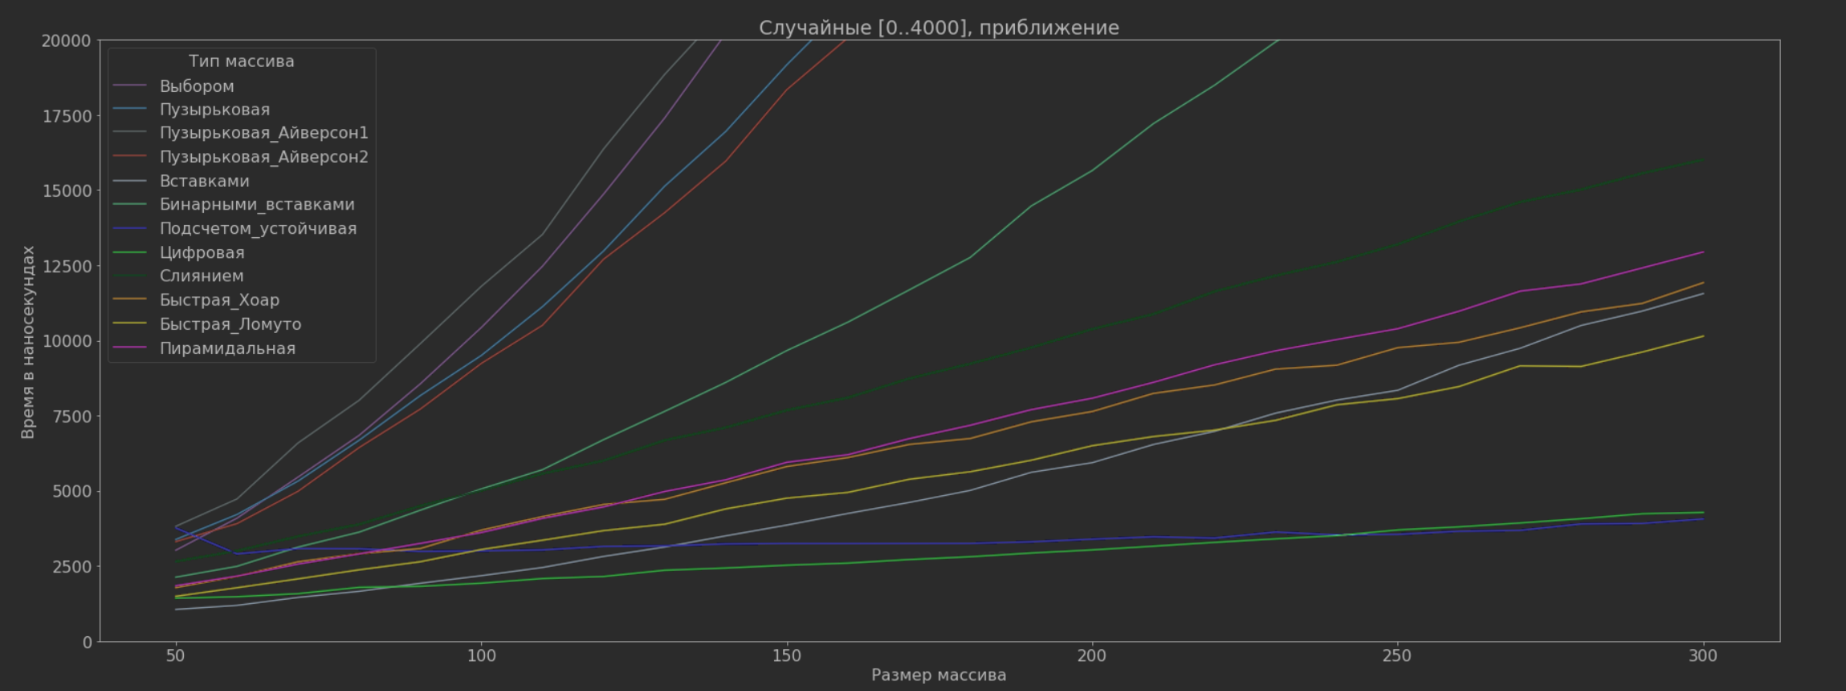 Случайные [0..4000], приближение
20000
17500
15000
12500
10000
7500
5000
2500
0
Время в наносекундах
Тип массива
Выбором
Пузырьковая
Пузырьковая_Айверсон1
Пузырьковая_Айверсон2
Вставками
Бинарными_вставками
Подсчетом_устойчивая
Цифровая
Слиянием
Быстрая_Хоар
Быстрая_Ломуто
Пирамидальная
50 100 150 200 250 300
Размер массива